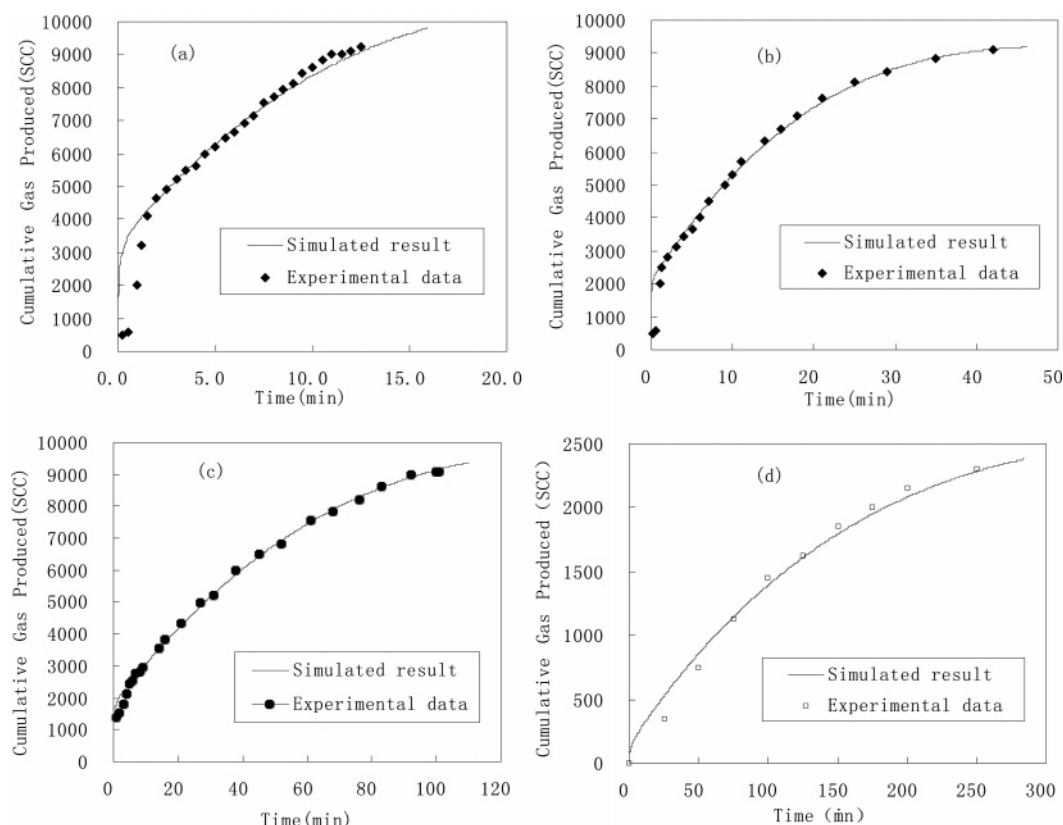 (a)
Cumulative Gas Produced(SCC)
10000
9000
8000
7000
6000
5000
4000
3000
2000
1000
0
Simulated result
Experimental data
0.0 5.0 10.0 15.0 20.0
Time(min)
(b)
Cumulative Gas Produced(SCC)
10000
9000
8000
7000
6000
5000
4000
3000
2000
1000
0
Simulated result
Experimental data
0 10 20 30 40 50
Time(min)
(c)
Cumulative Gas Produced(SCC)
10000
9000
8000
7000
6000
5000
4000
3000
2000
1000
0
Simulated result
Experimental data
0 20 40 60 80 100 120
Time(min)
(d)
Cumulative Gas Produced (SCC)
2500
2000
1500
1000
500
0
Simulated result
Experimental data
0 50 100 150 200 250 300
Time (min)